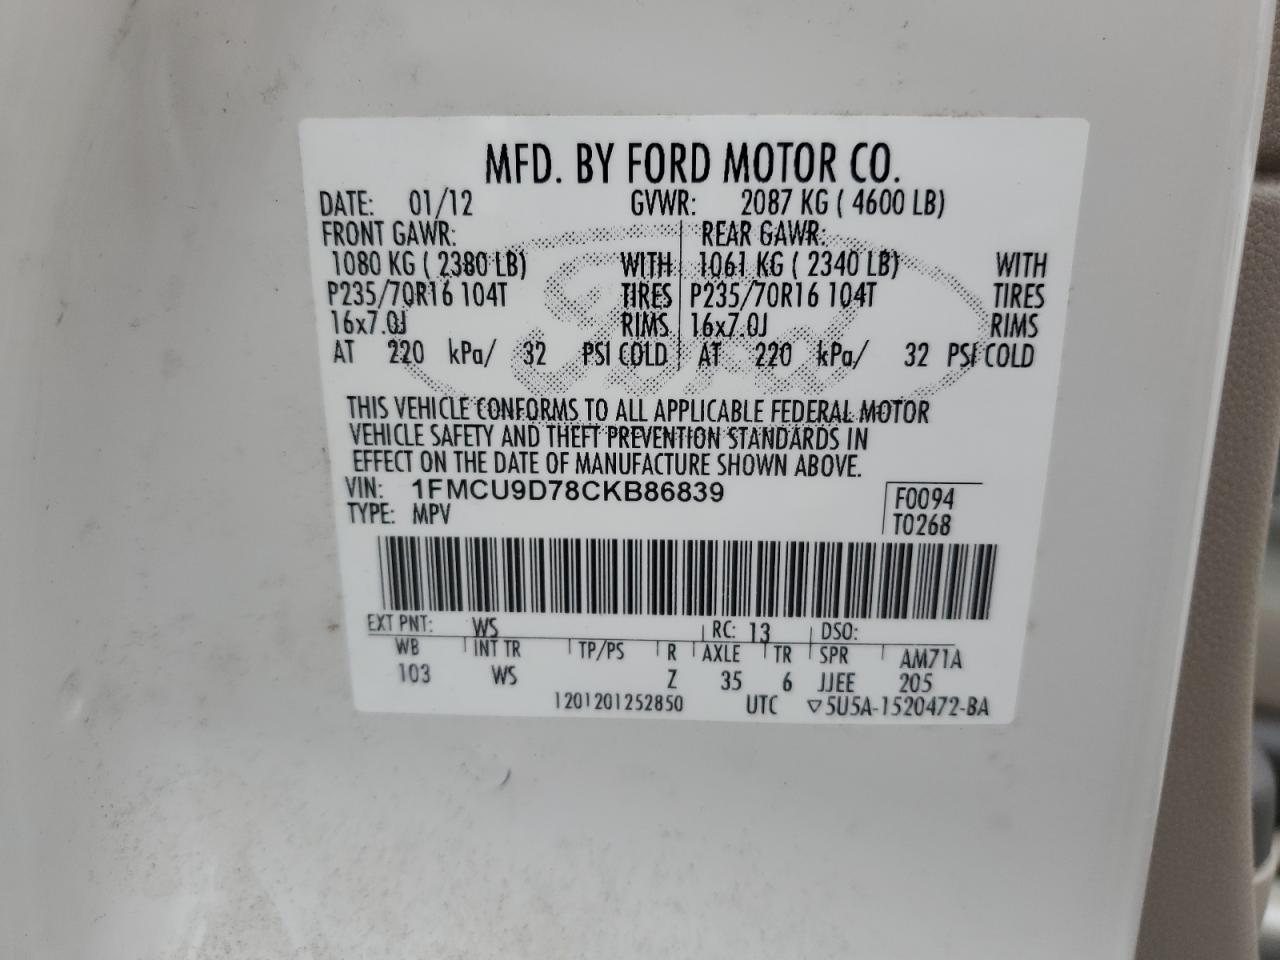 MFD. BY FORD MOTOR CO.
DATE: 01/12 GVWR: 2087 KG ( 4600 LB)
FRONT GAWR: REAR GAWR:
1080 KG ( 2380 LB) WITH 1061 KG ( 2340 LB) WITH
P235/70R16 104T TIRES P235/70R16 104T TIRES
16x7.0J RIMS 16x7.0J RIMS
AT 220 kPa/ 32 PSI COLD AT 220 kPa/ 32 PSI COLD
Ford
THIS VEHICLE CONFORMS TO ALL APPLICABLE FEDERAL MOTOR
VEHICLE SAFETY AND THEFT PREVENTION STANDARDS IN
EFFECT ON THE DATE OF MANUFACTURE SHOWN ABOVE.
VIN: 1FMCU9D78CKB86839 F0094
TYPE: MPV T0268
EXT PNT: WS RC: 13 DSO:
WB INT TR TP/PS R AXLE TR SPR AM71A
103 WS Z 35 6 JJEE 205
1201201252850 UTC ▽5U5A-1520472-BA